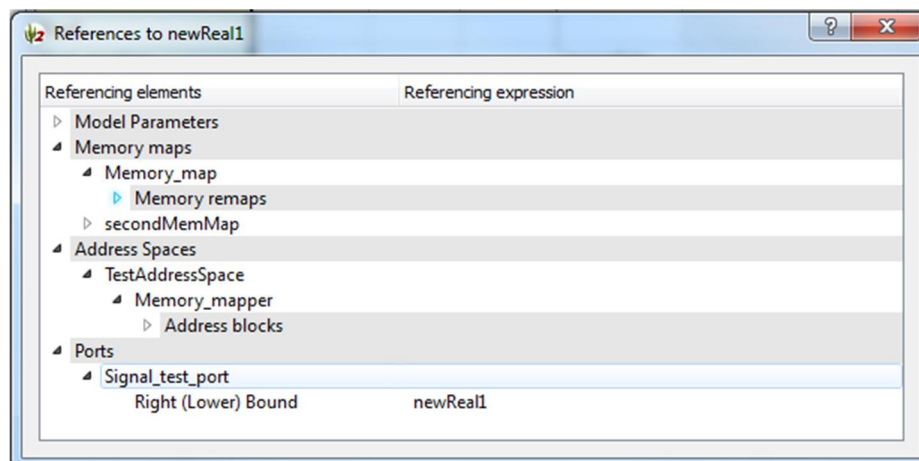 References to newReal1
Referencing elements Referencing expression
Model Parameters
Memory maps
Memory_map
Memory remaps
secondMemMap
Address Spaces
TestAddressSpace
Memory_mapper
Address blocks
Ports
Signal_test_port
Right (Lower) Bound newReal1